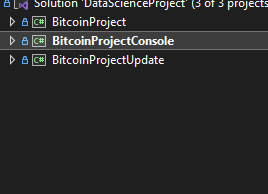 Solution 'DataScienceProject' (3 of 3 projects
C# BitcoinProject
C# BitcoinProjectConsole
C# BitcoinProjectUpdate